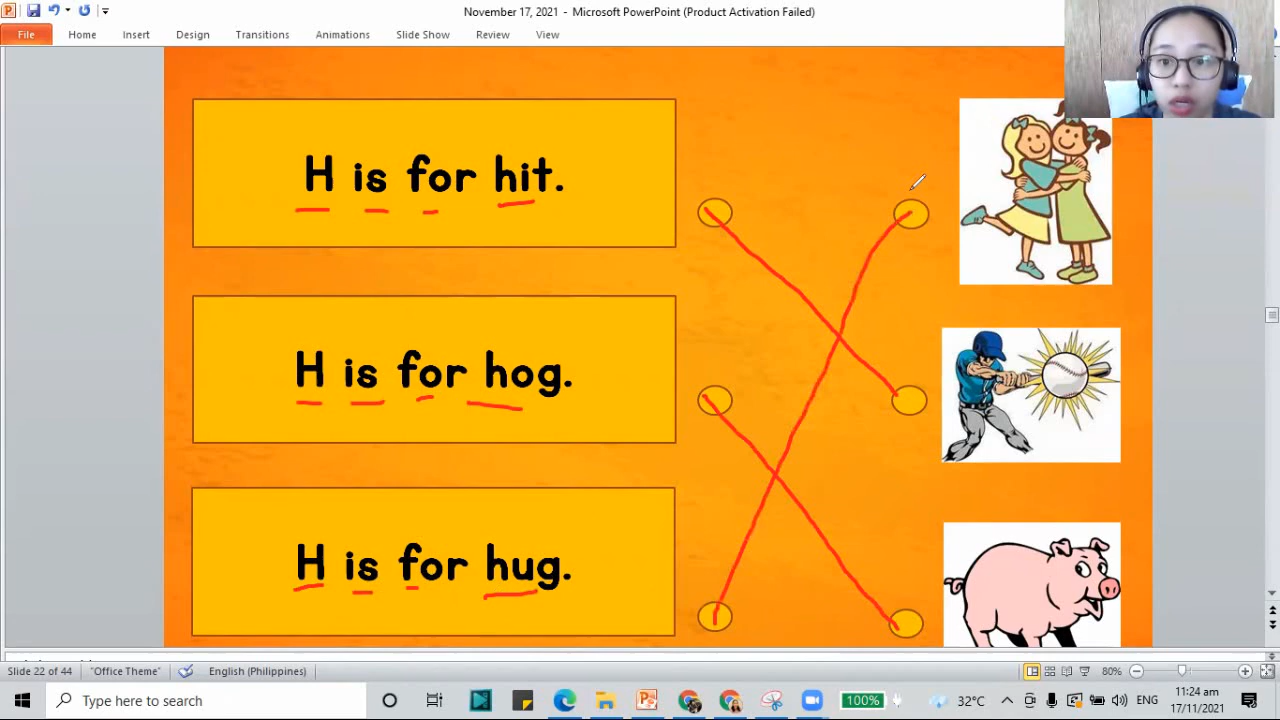 November 17, 2021 - Microsoft PowerPoint (Product Activation Failed)
File Home Insert Design Transitions Animations Slide Show Review View
H is for hit.
H is for hog.
H is for hug.
Slide 22 of 44 "Office Theme" English (Philippines) 80%
Type here to search
100% 32°C ENG
11:24 am
17/11/2021